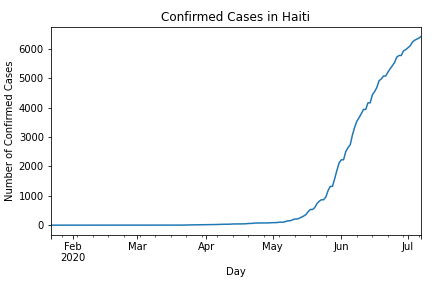 Confirmed Cases in Haiti
Number of Confirmed Cases
6000
5000
4000
3000
2000
1000
0
Feb Mar Apr May Jun Jul
2020
Day